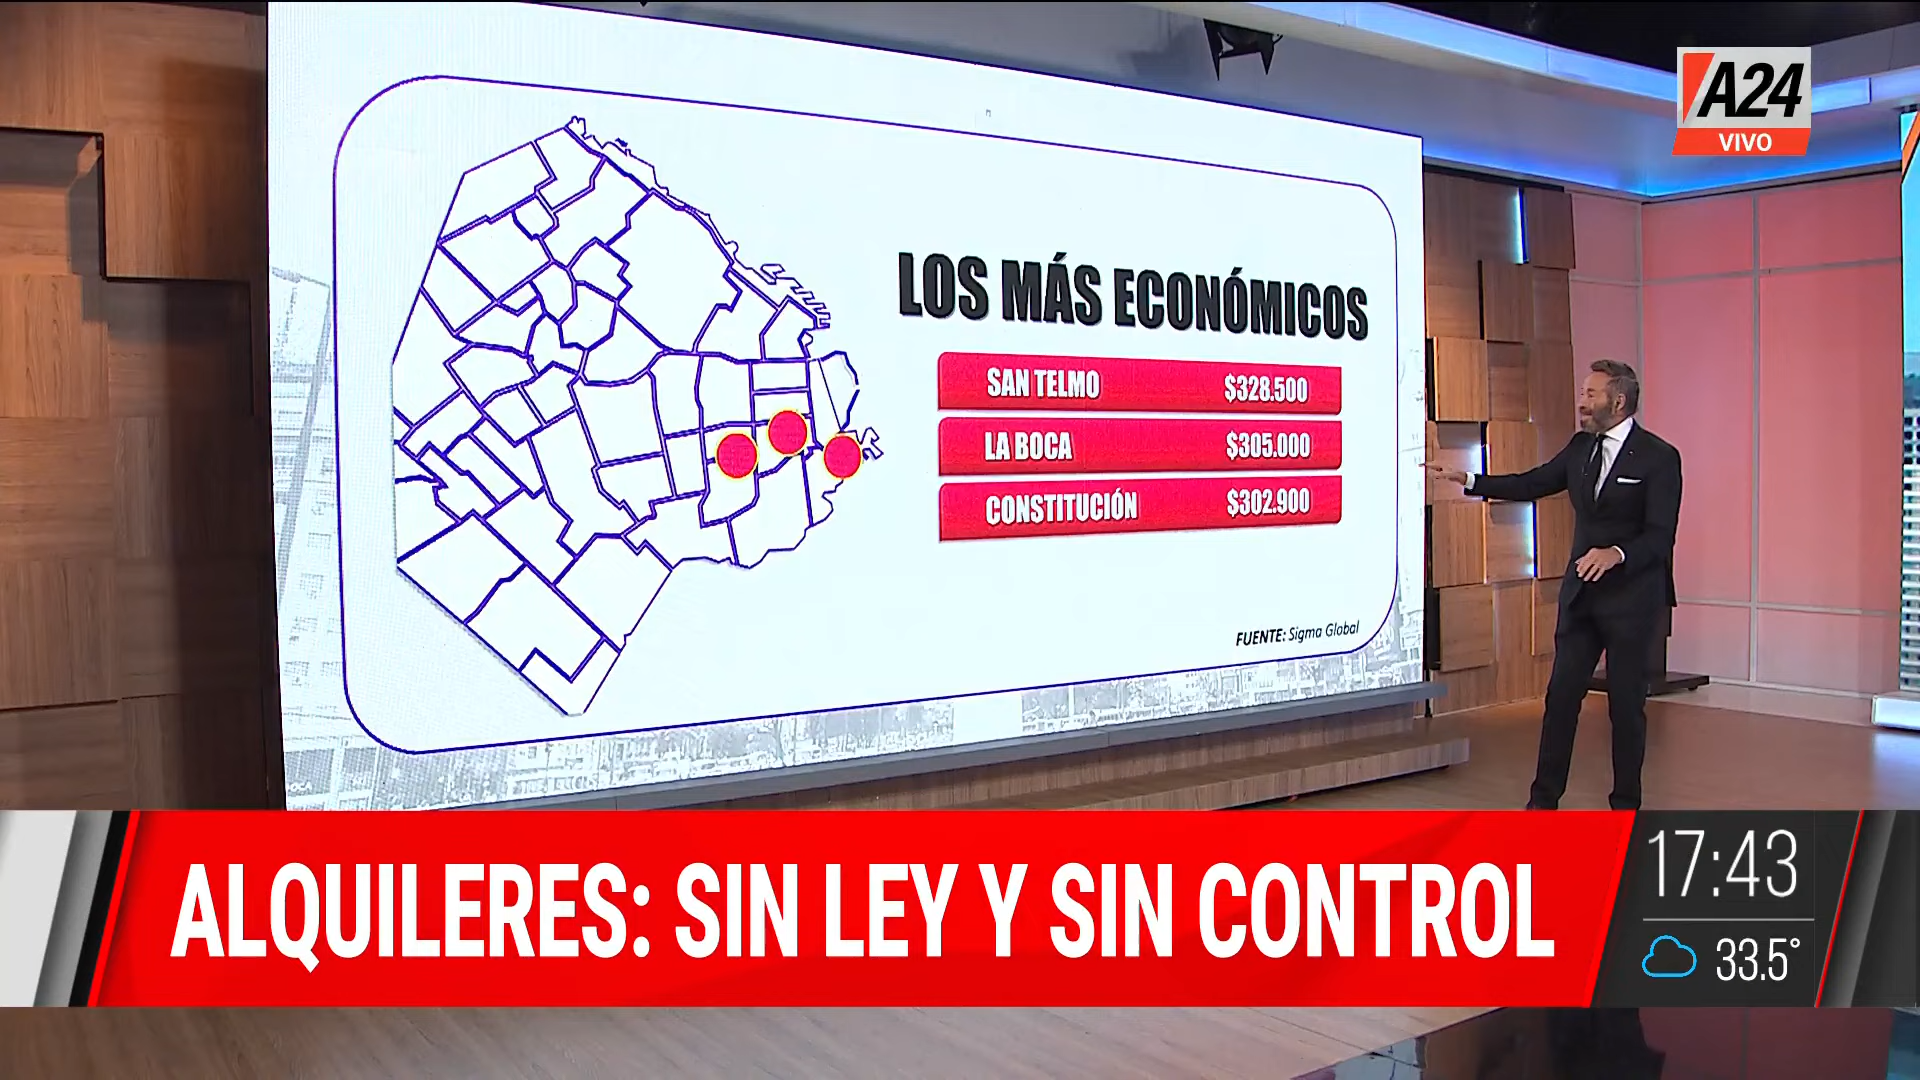 A24
VIVO
LOS MÁS ECONÓMICOS
SAN TELMO $328.500
LA BOCA $305.000
CONSTITUCIÓN $302.900
FUENTE: Sigma Global
ALQUILERES: SIN LEY Y SIN CONTROL
17:43
33.5°